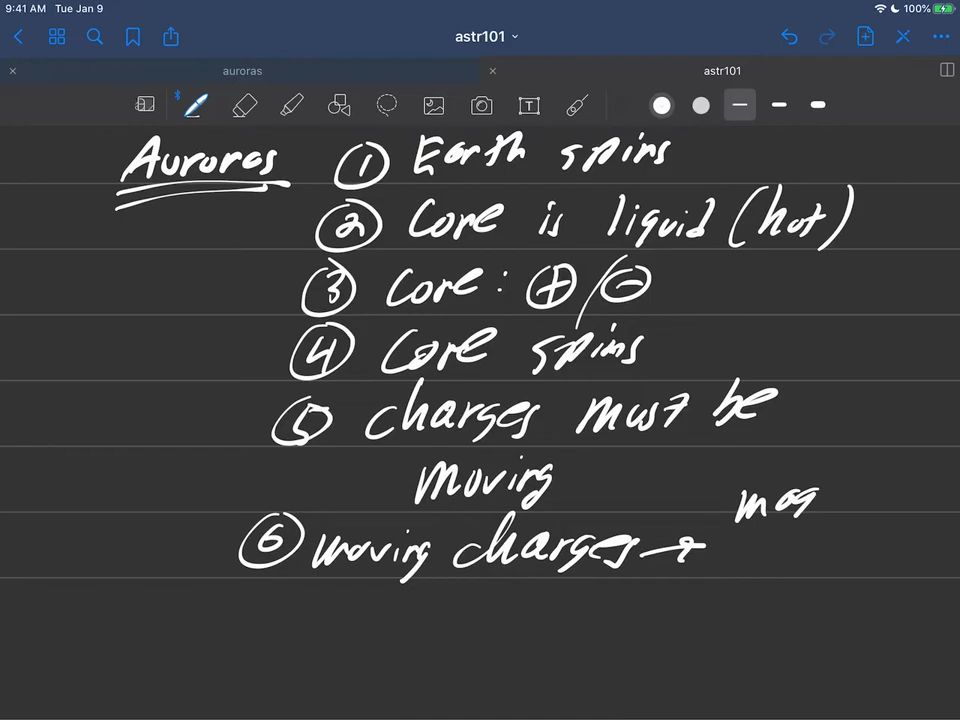 9:41 AM Tue Jan 9
100%
astr101
auroras
astr101
T
Auroras ① Earth spins
② Core is liquid (hot)
③ Core: ⊕/⊖
④ Core spins
⑤ charges must be
moving
mag
⑥ moving charges →